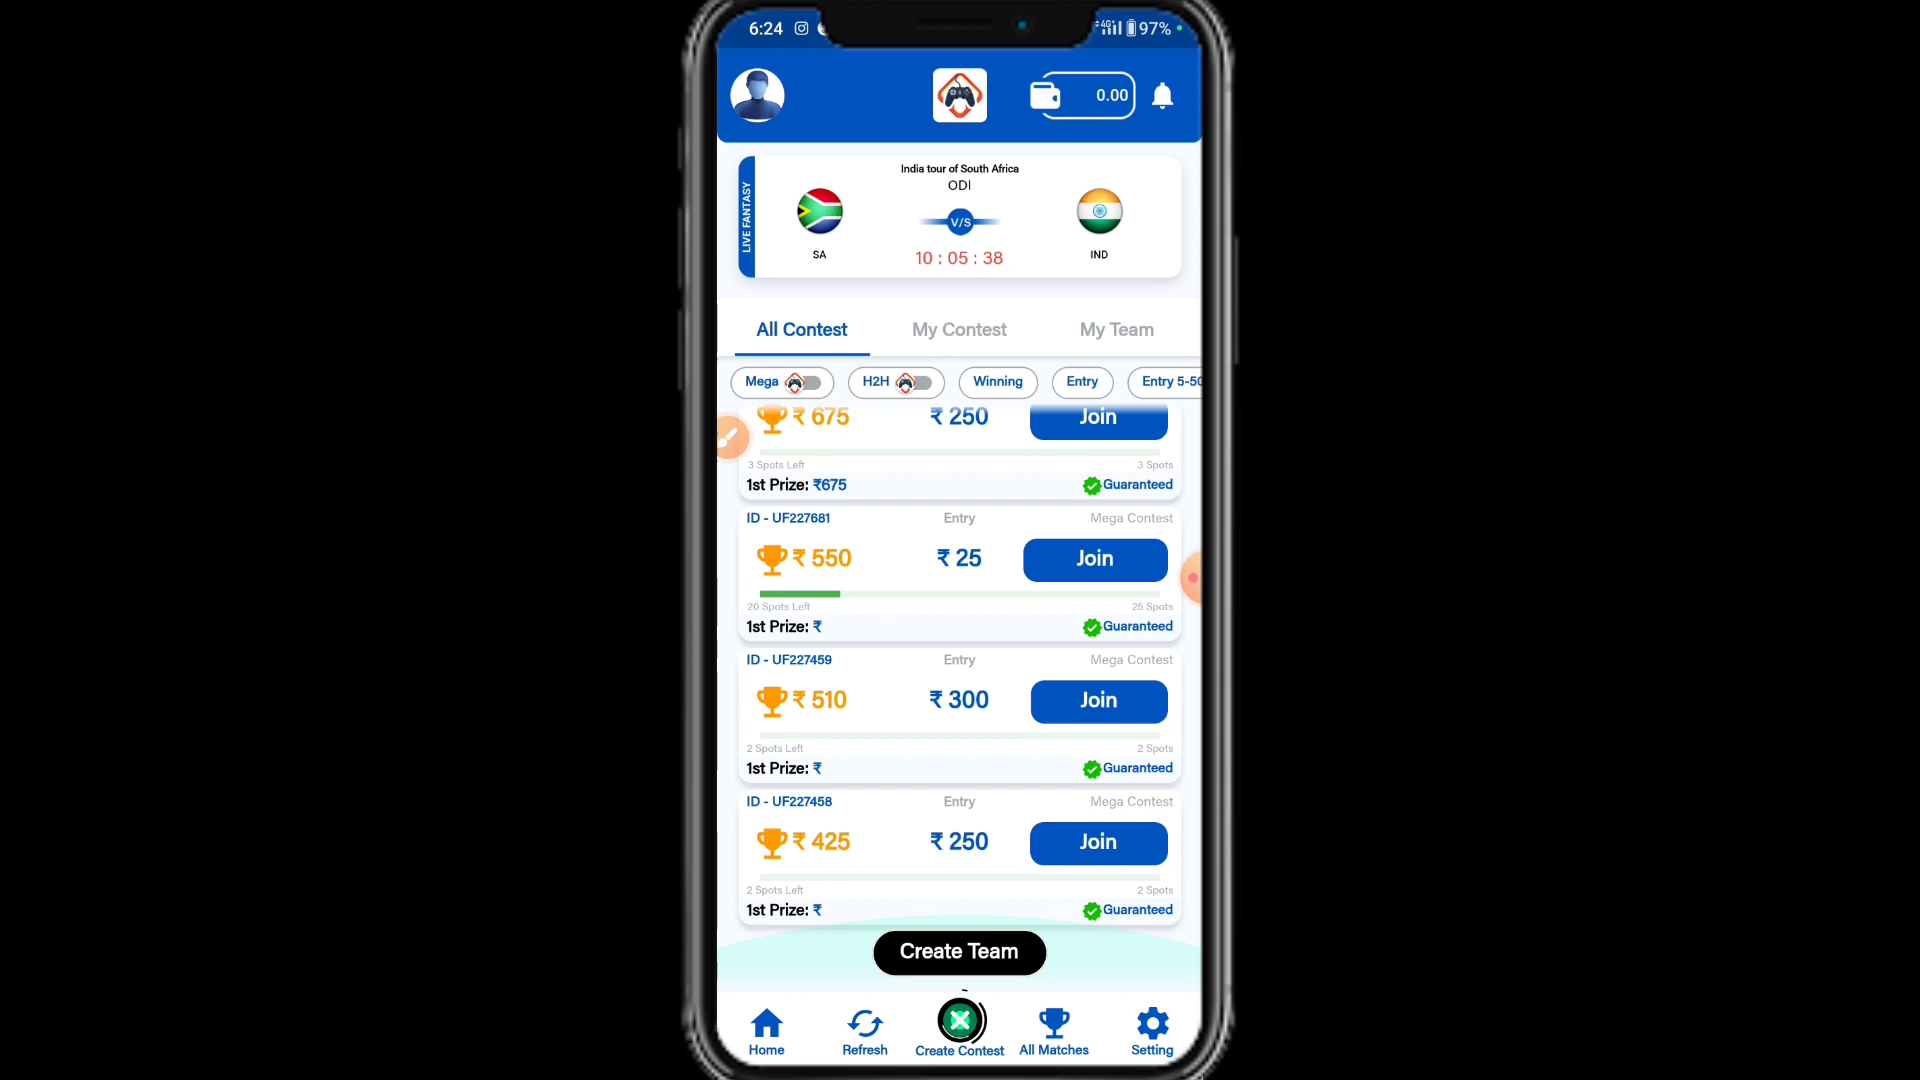 6:24 4G 97%
0.00
LIVE FANTASY
India tour of South Africa
ODI
V/S
SA 10 : 05 : 38 IND
All Contest My Contest My Team
Mega H2H Winning Entry Entry 5-50
₹ 675 ₹ 250 Join
3 Spots Left 3 Spots
1st Prize: ₹675 Guaranteed
ID - UF227681 Entry Mega Contest
₹ 550 ₹ 25 Join
20 Spots Left 25 Spots
1st Prize: ₹ Guaranteed
ID - UF227459 Entry Mega Contest
₹ 510 ₹ 300 Join
2 Spots Left 2 Spots
1st Prize: ₹ Guaranteed
ID - UF227458 Entry Mega Contest
₹ 425 ₹ 250 Join
2 Spots Left 2 Spots
1st Prize: ₹ Guaranteed
Create Team
Home Refresh Create Contest All Matches Setting